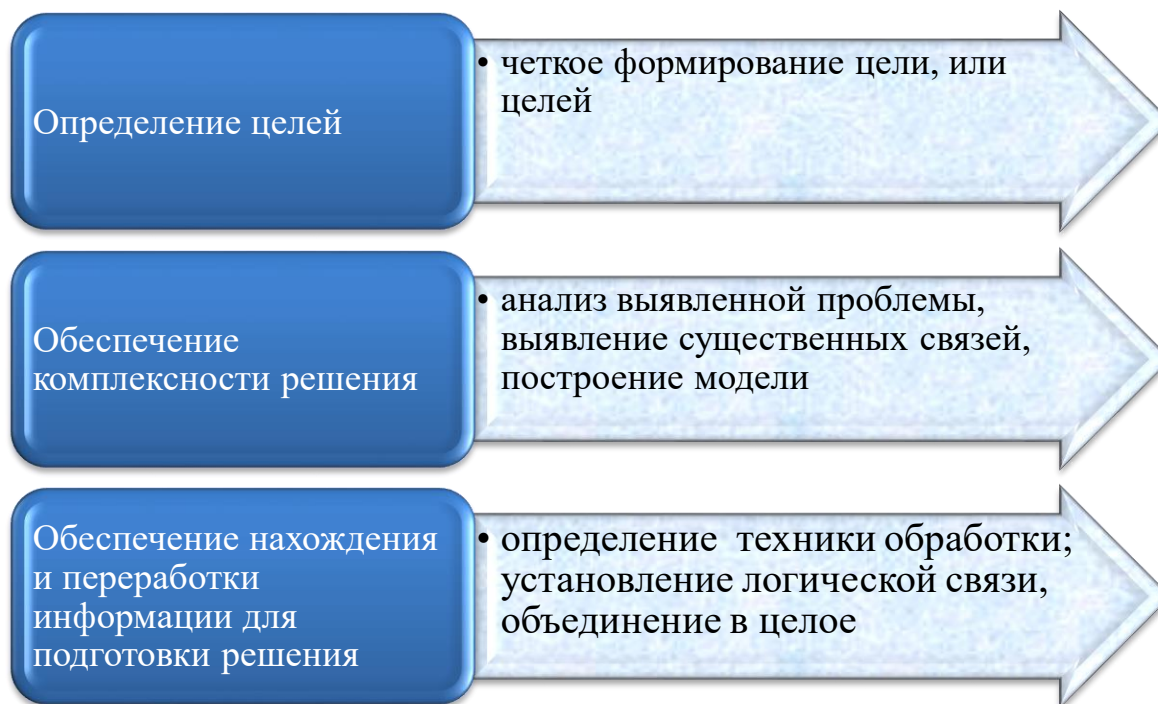 Определение целей
• четкое формирование цели, или
целей
Обеспечение
комплексности решения
• анализ выявленной проблемы,
выявление существенных связей,
построение модели
Обеспечение нахождения
и переработки
информации для
подготовки решения
• определение техники обработки;
установление логической связи,
объединение в целое